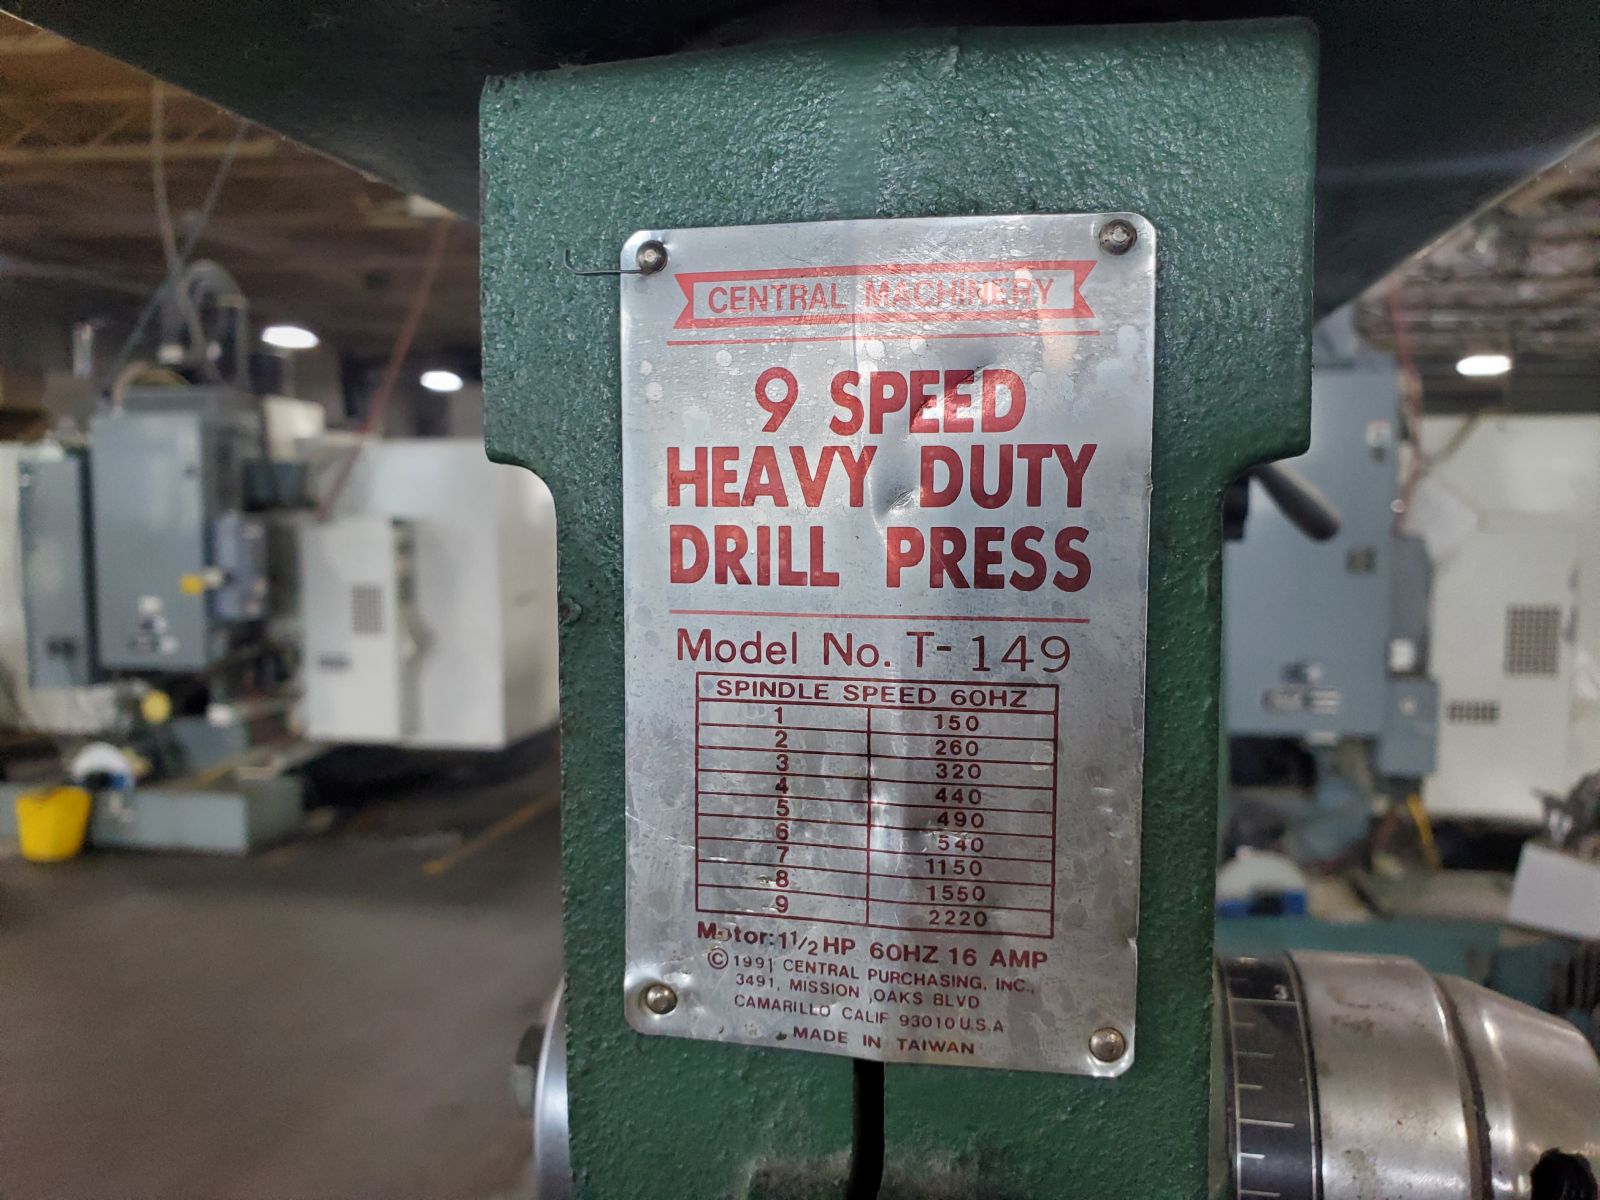 CENTRAL MACHINERY
9 SPEED
HEAVY DUTY
DRILL PRESS
Model No. T-149
SPINDLE SPEED 60HZ
1 150
2 260
3 320
4 440
5 490
6 540
7 1150
8 1550
9 2220
Motor: 1 1/2 HP 60HZ 16 AMP
© 1991 CENTRAL PURCHASING, INC.,
3491, MISSION ,OAKS BLVD
CAMARILLO CALIF 93010 U.S.A
MADE IN TAIWAN
3